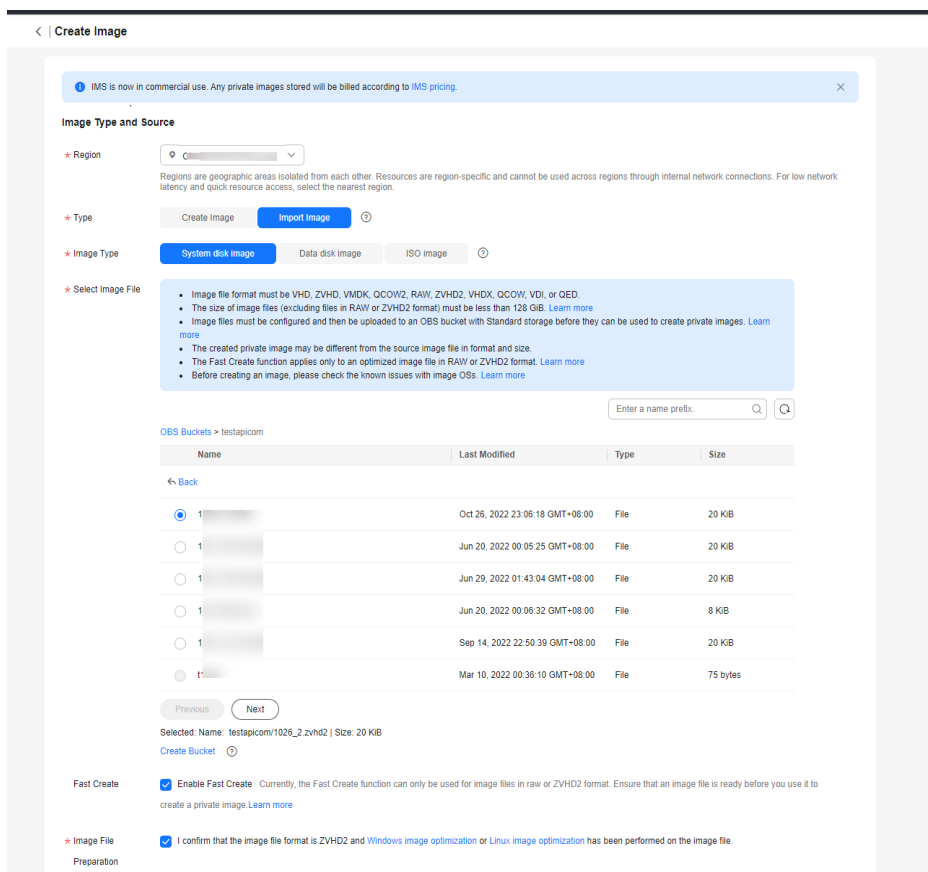 Create Image
IMS is now in commercial use. Any private images stored will be billed according to IMS pricing.
Image Type and Source
* Region
Regions are geographic areas isolated from each other. Resources are region-specific and cannot be used across regions through internal network connections. For low network
latency and quick resource access, select the nearest region.
* Type Create Image Import Image
* Image Type System disk image Data disk image ISO image
* Select Image File
• Image file format must be VHD, ZVHD, VMDK, QCOW2, RAW, ZVHD2, VHDX, QCOW, VDI, or QED.
• The size of image files (excluding files in RAW or ZVHD2 format) must be less than 128 GiB. Learn more
• Image files must be configured and then be uploaded to an OBS bucket with Standard storage before they can be used to create private images. Learn
more
• The created private image may be different from the source image file in format and size.
• The Fast Create function applies only to an optimized image file in RAW or ZVHD2 format. Learn more
• Before creating an image, please check the known issues with image OSs. Learn more
Enter a name prefix.
OBS Buckets > testapicom
Name Last Modified Type Size
Back
1 Oct 26, 2022 23:06:18 GMT+08:00 File 20 KiB
1 Jun 20, 2022 00:05:25 GMT+08:00 File 20 KiB
1 Jun 29, 2022 01:43:04 GMT+08:00 File 20 KiB
1 Jun 20, 2022 00:06:32 GMT+08:00 File 8 KiB
1 Sep 14, 2022 22:50:39 GMT+08:00 File 20 KiB
Mar 10, 2022 00:36:10 GMT+08:00 File 75 bytes
Previous Next
Selected: Name: testapicom/1026_2.zvhd2 | Size: 20 KiB
Create Bucket
Fast Create Enable Fast Create Currently, the Fast Create function can only be used for image files in raw or ZVHD2 format. Ensure that an image file is ready before you use it to
create a private image.Learn more
* Image File I confirm that the image file format is ZVHD2 and Windows image optimization or Linux image optimization has been performed on the image file.
Preparation